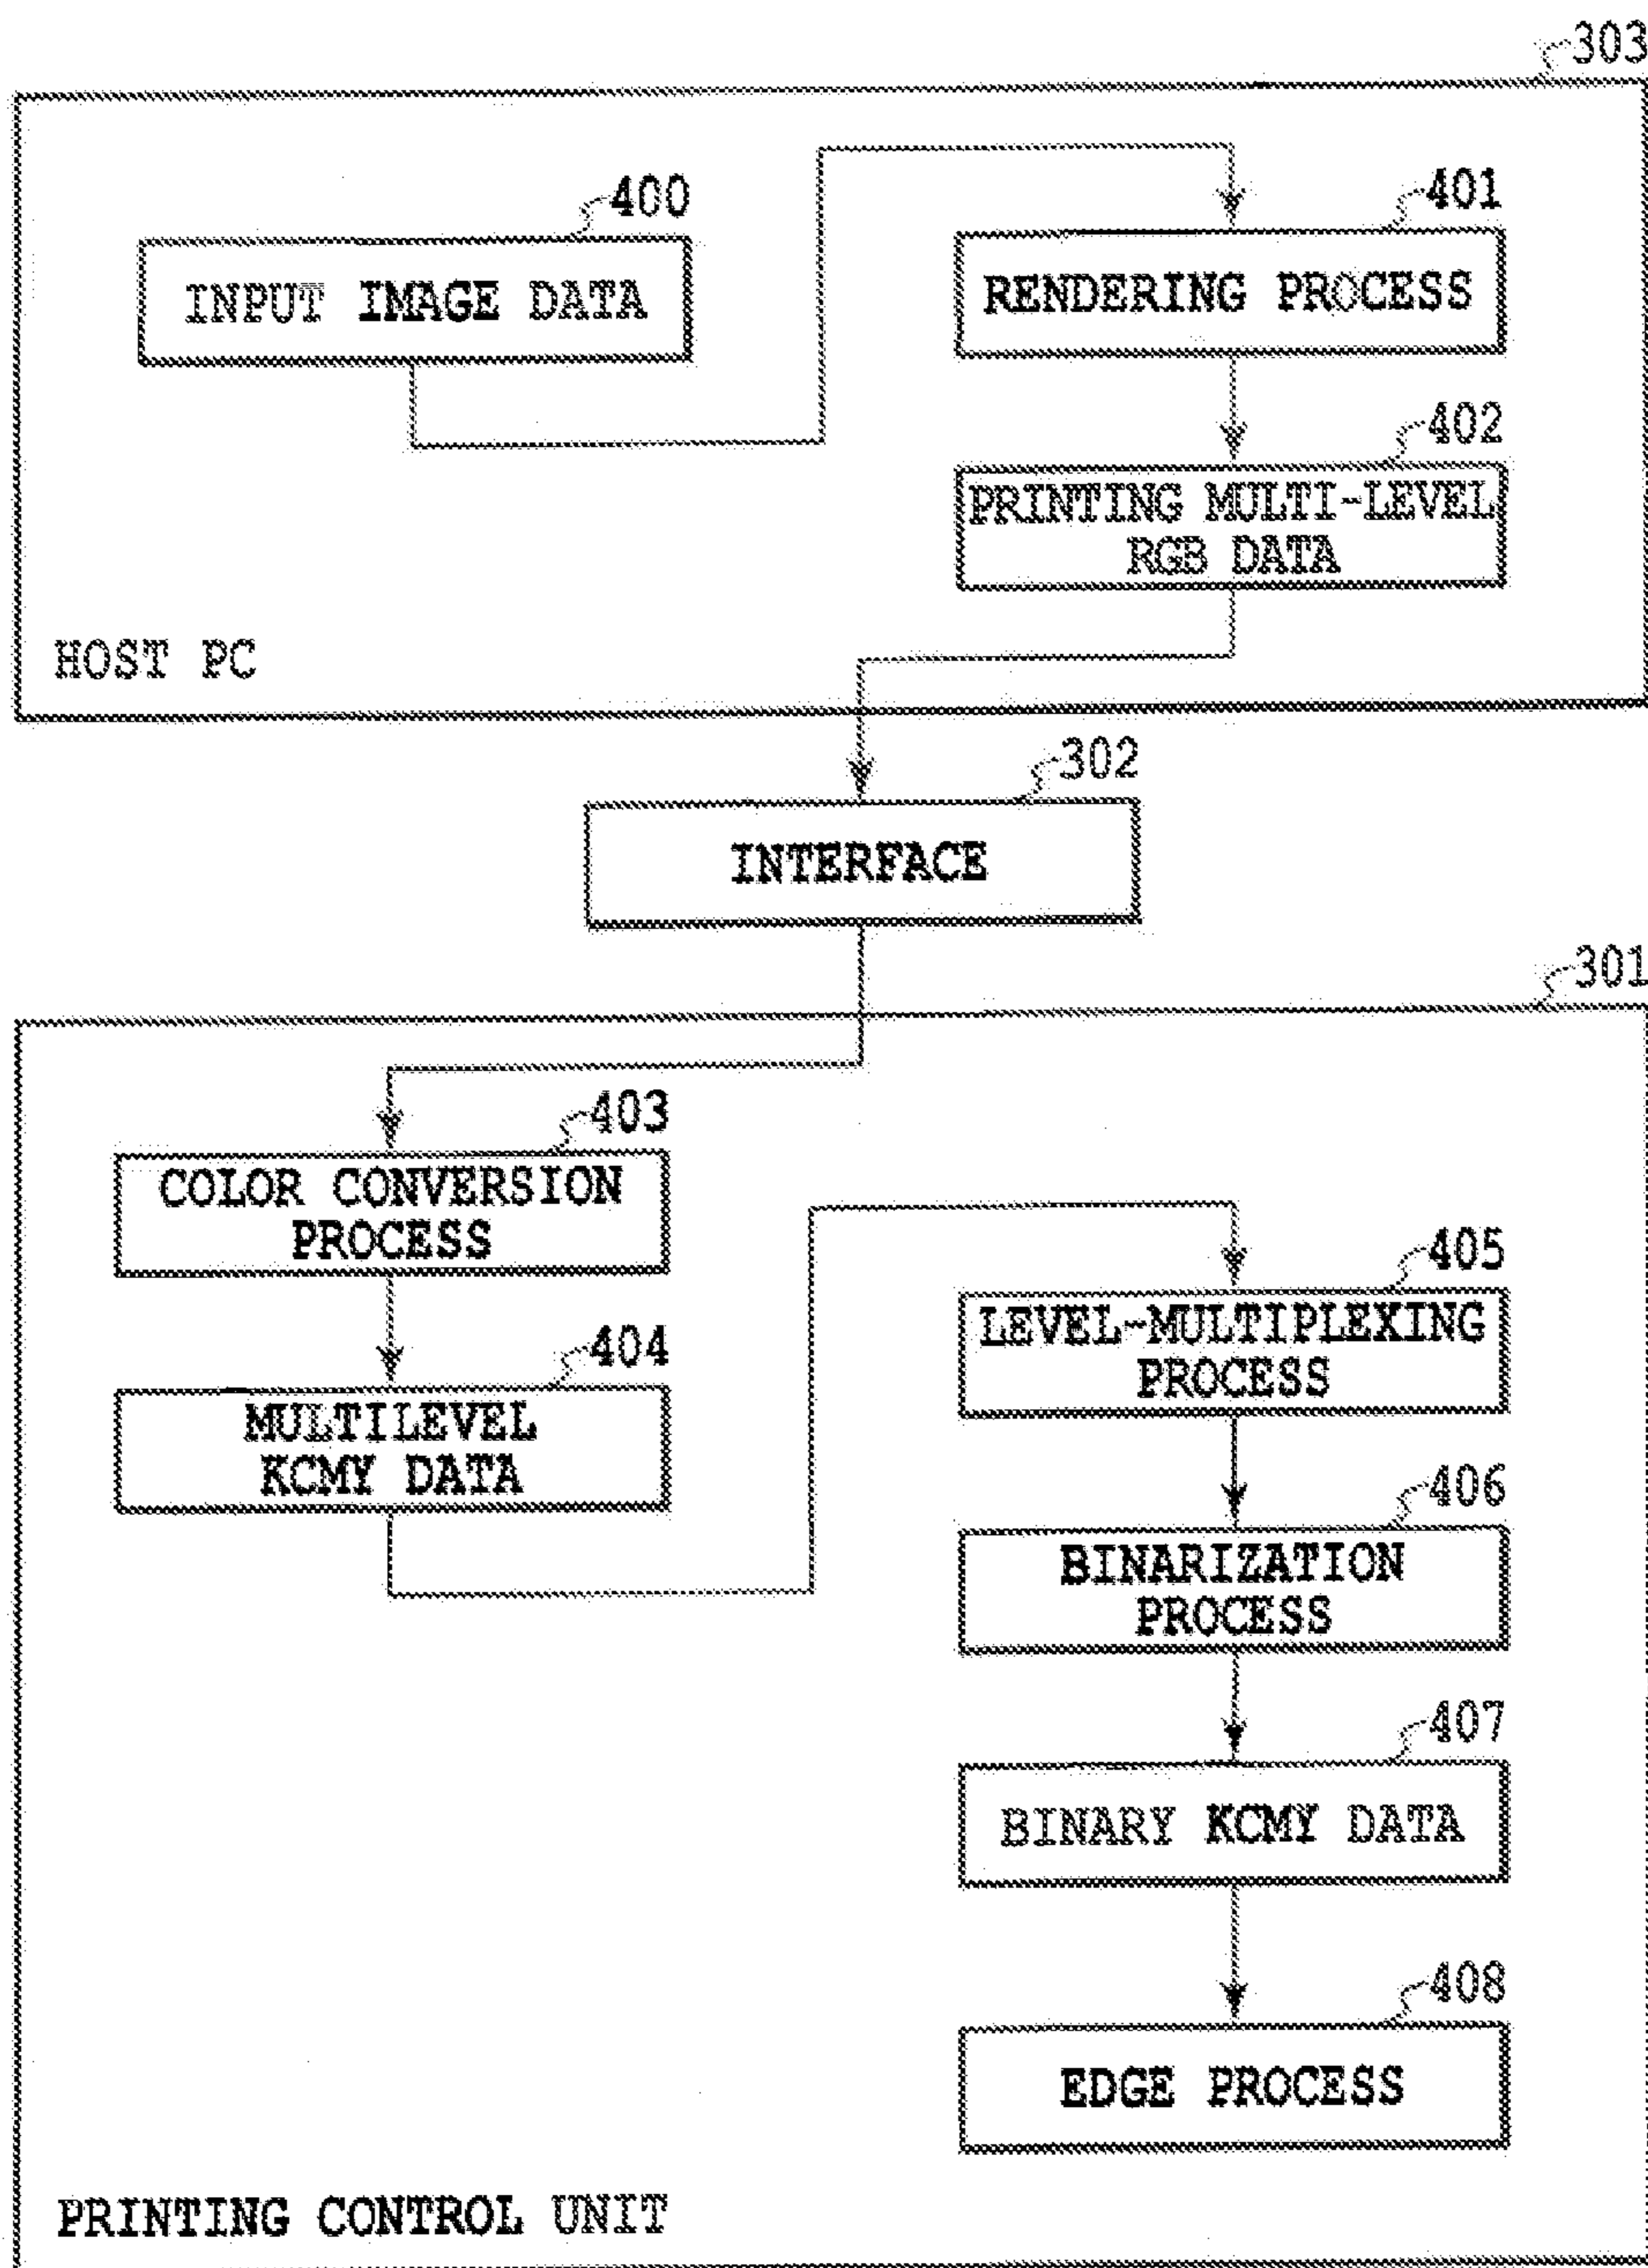 303
400
INPUT IMAGE DATA
401
RENDERING PROCESS
402
PRINTING MULTI-LEVEL
RGB DATA
HOST PC
302
INTERFACE
301
403
COLOR CONVERSION
PROCESS
404
MULTILEVEL
KCMY DATA
405
LEVEL-MULTIPLEXING
PROCESS
406
BINARIZATION
PROCESS
407
BINARY KCMY DATA
408
EDGE PROCESS
PRINTING CONTROL UNIT